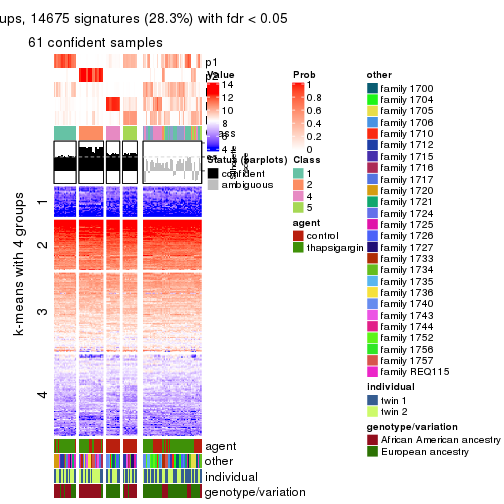 ups, 14675 signatures (28.3%) with fdr < 0.05
61 confident samples
p1
p2
Value
14
12
10
8
6
4
Status (barplots)
confident
ambiguous
Prob
1
0.8
0.6
0.4
0.2
0
Class
1
2
4
5
agent
control
thapsigargin
other
family 1700
family 1704
family 1705
family 1706
family 1710
family 1712
family 1715
family 1716
family 1717
family 1720
family 1721
family 1724
family 1725
family 1726
family 1727
family 1733
family 1734
family 1735
family 1736
family 1740
family 1743
family 1744
family 1752
family 1756
family 1757
family REQ115
individual
twin 1
twin 2
genotype/variation
African American ancestry
European ancestry
k-means with 4 groups
1
2
3
4
agent
other
individual
genotype/variation